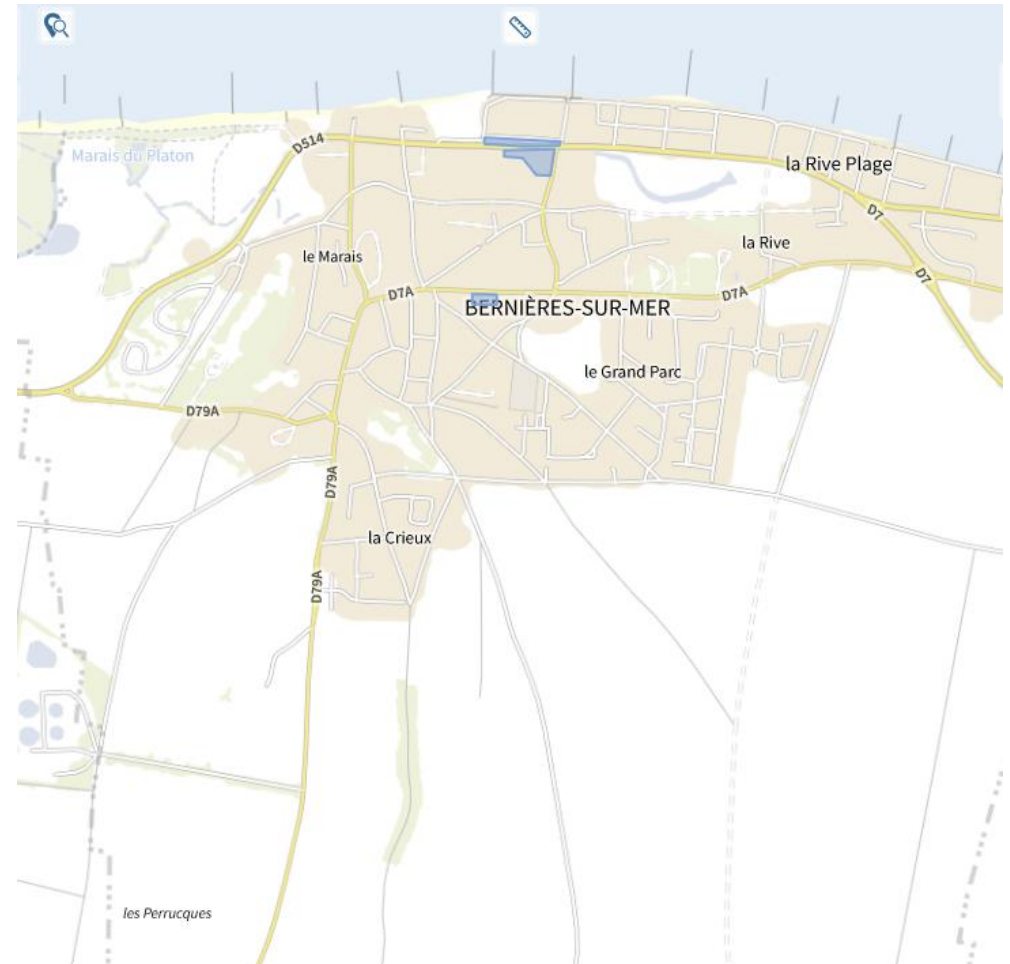 D514
Marais du Platon
la Rive Plage
D7
le Marais
la Rive
D7
D7A
D7A
BERNIÈRES-SUR-MER
le Grand Parc
D79A
D79A
la Crieux
D79A
les Perrucques